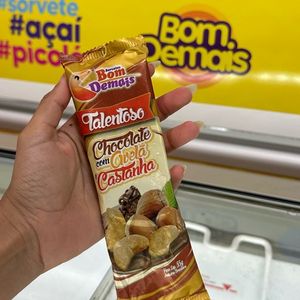 #sorvete
#açaí
#picolé
Bom
Demais
Bom
Demais
Talentoso
Chocolate
com Avelã
Castanha